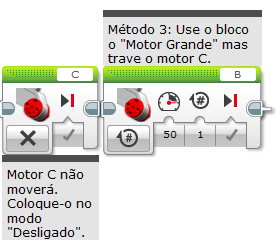 Método 3: Use o bloco
o "Motor Grande" mas
trave o motor C.
C
B
50
1
Motor C não
moverá.
Coloque-o no
modo
"Desligado".